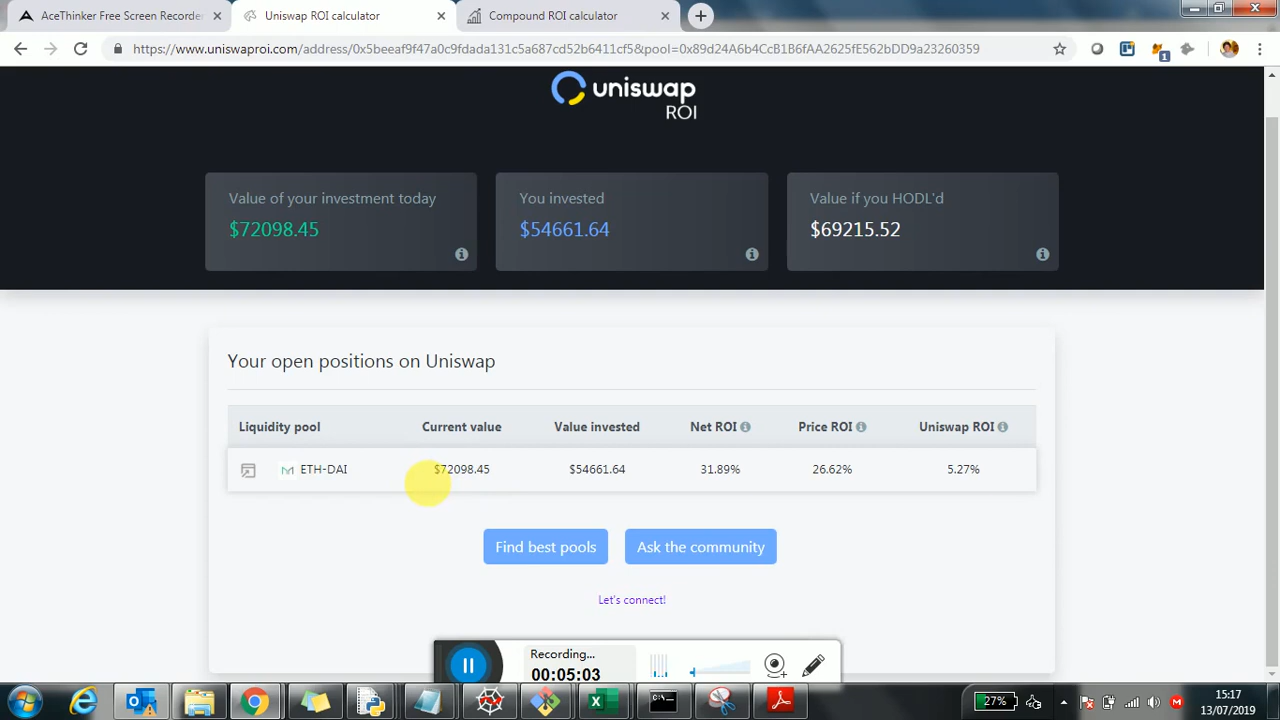 AceThinker Free Screen Recorder
Uniswap ROI calculator
Compound ROI calculator
https://www.uniswaproi.com/address/0x5beeaf9f47a0c9fdaca131c5a687cd52b6411cf5&pool=0x89d24A6b4CcB1B6fAA2625fE562bDD9a23260359
1
uniswap
ROI
Value of your investment today
$72098.45
You invested
$54661.64
Value if you HODL'd
$69215.52
Your open positions on Uniswap
Liquidity pool Current value Value invested Net ROI Price ROI Uniswap ROI
ETH-DAI $72098.45 $54661.64 31.89% 26.62% 5.27%
Find best pools
Ask the community
Let's connect!
Recording...
00:05:03
27%
15:17
13/07/2019